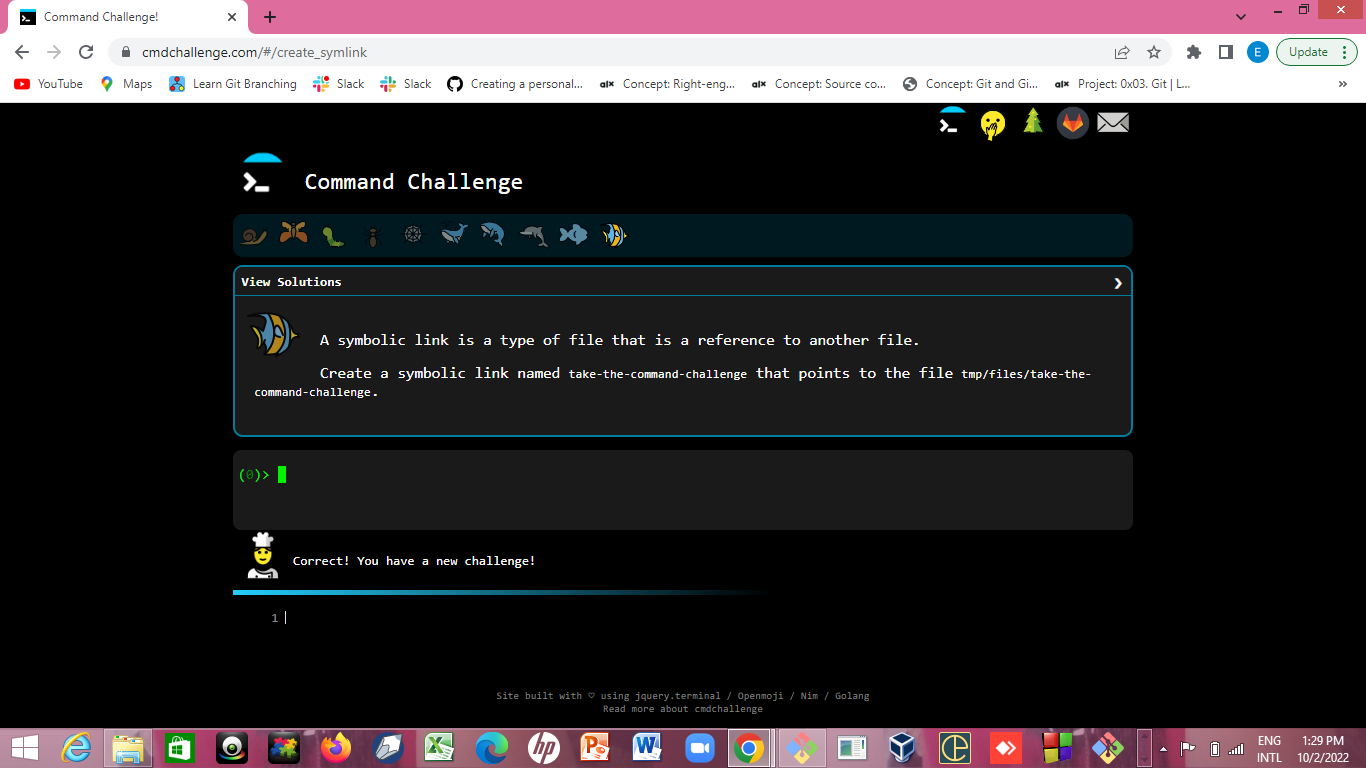 Command Challenge!
cmdchallenge.com/#/create_symlink
E
Update
YouTube
Maps
Learn Git Branching
Slack
Slack
Creating a personal...
alx Concept: Right-eng...
alx Concept: Source co...
Concept: Git and Gi...
alx Project: 0x03. Git | L...
»
Command Challenge
View Solutions
A symbolic link is a type of file that is a reference to another file.
Create a symbolic link named take-the-command-challenge that points to the file tmp/files/take-the-
command-challenge.
(0)>
Correct! You have a new challenge!
1
Site built with ♡ using jquery.terminal / Openmoji / Nim / Golang
Read more about cmdchallenge
hp
ENG
INTL
1:29 PM
10/2/2022